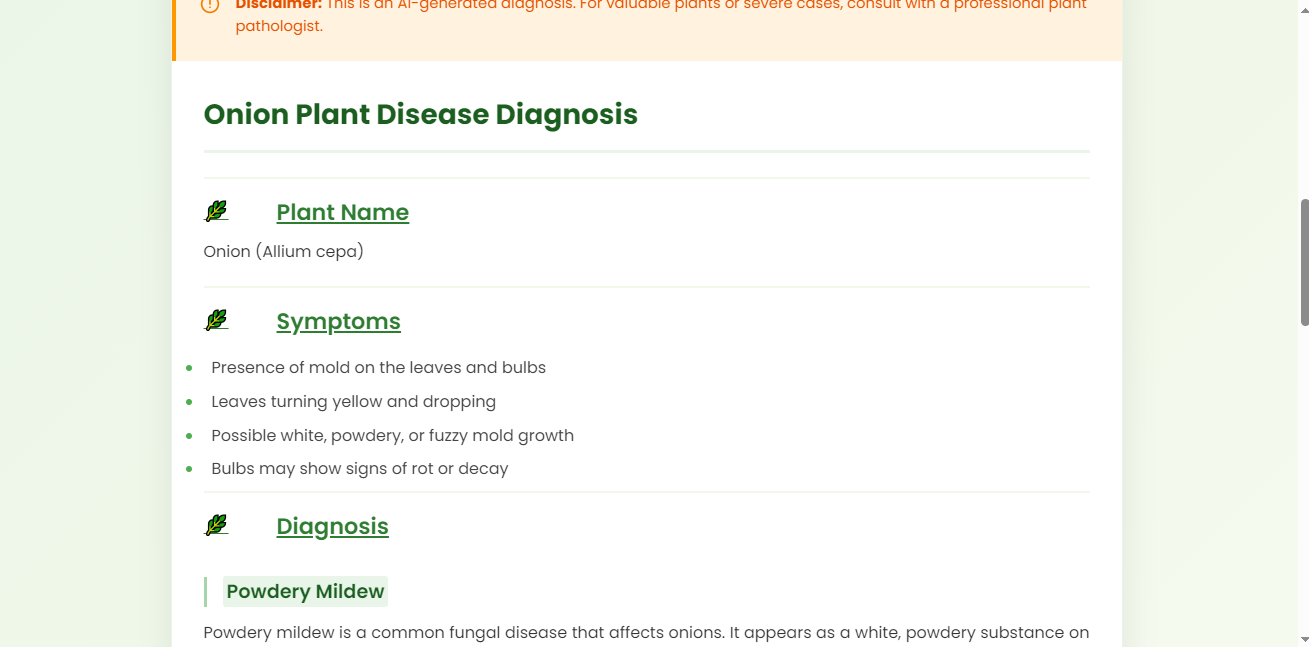 Disclaimer: This is an AI-generated diagnosis. For valuable plants or severe cases, consult with a professional plant
pathologist.
Onion Plant Disease Diagnosis
Plant Name
Onion (Allium cepa)
Symptoms
Presence of mold on the leaves and bulbs
Leaves turning yellow and dropping
Possible white, powdery, or fuzzy mold growth
Bulbs may show signs of rot or decay
Diagnosis
Powdery Mildew
Powdery mildew is a common fungal disease that affects onions. It appears as a white, powdery substance on